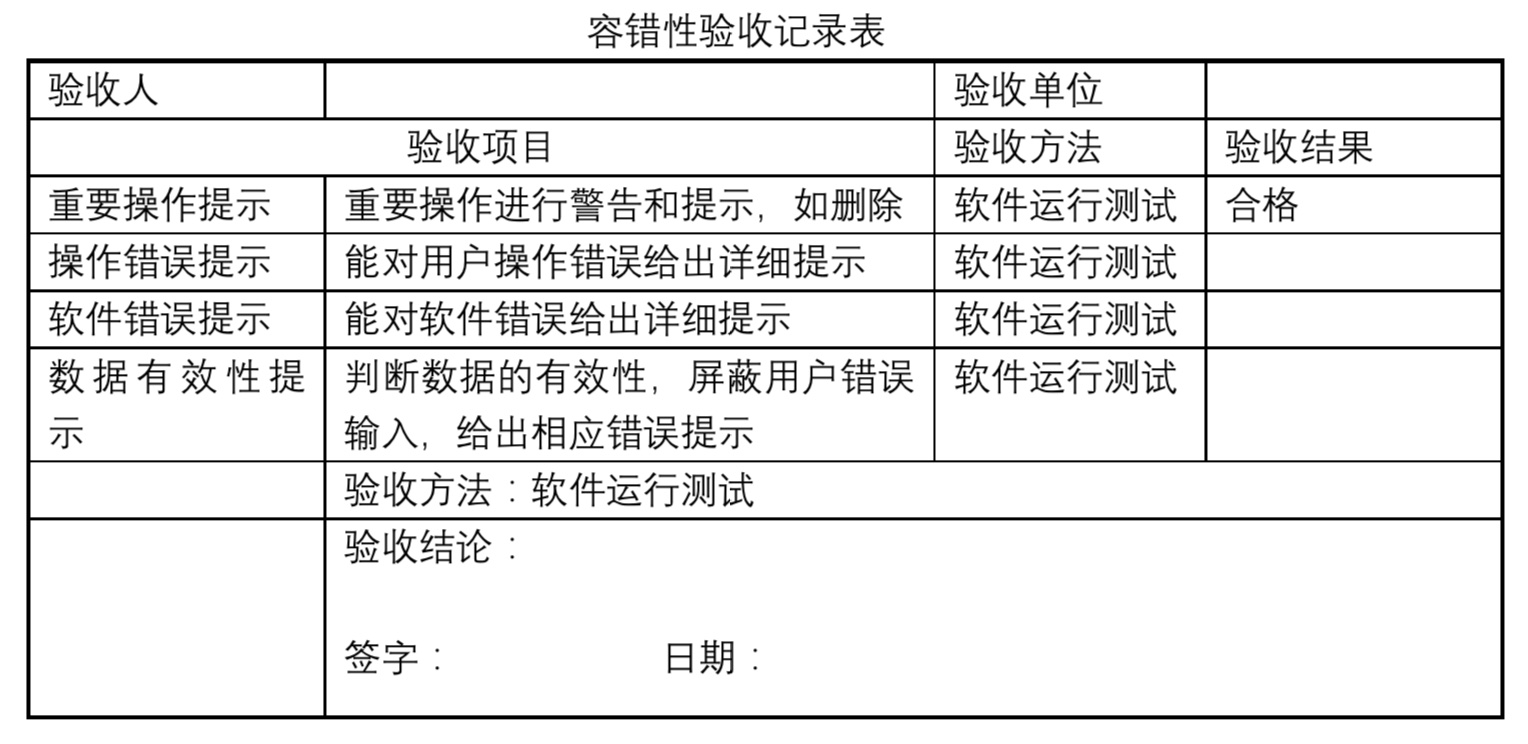 容错性验收记录表
验收人 验收单位
验收项目 验收方法 验收结果
重要操作提示 重要操作进行警告和提示，如删除 软件运行测试 合格
操作错误提示 能对用户操作错误给出详细提示 软件运行测试
软件错误提示 能对软件错误给出详细提示 软件运行测试
数据有效性提 判断数据的有效性，屏蔽用户错误 软件运行测试
示 输入，给出相应错误提示
验收方法：软件运行测试
验收结论：
签字： 日期：